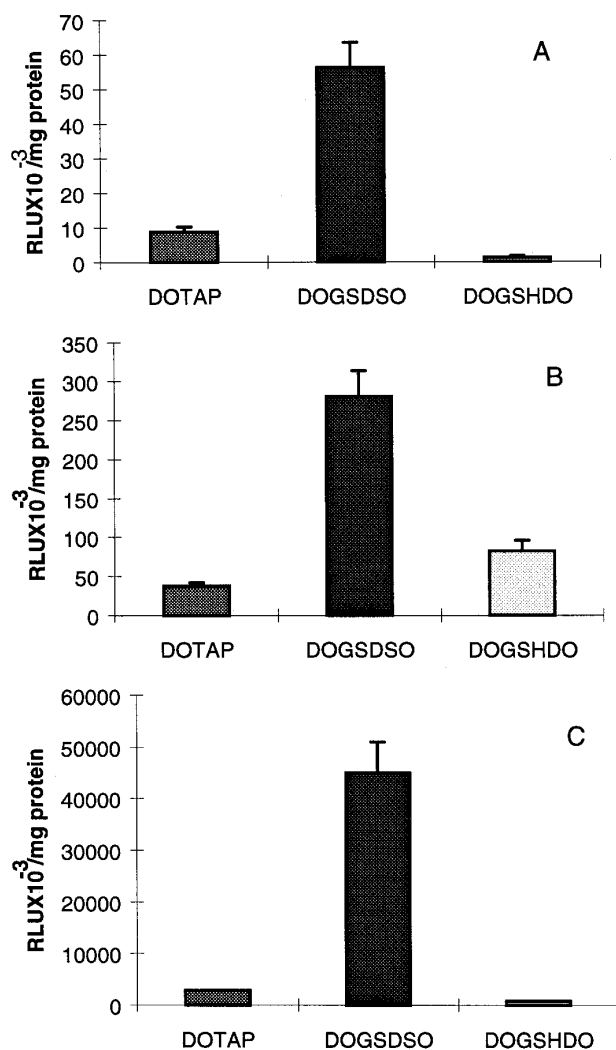 A
RLUX10-3/mg protein
70
60
50
40
30
20
10
0
DOTAP DOGSDSO DOGSHDO
B
RLUX10-3/mg protein
350
300
250
200
150
100
50
0
DOTAP DOGSDSO DOGSHDO
C
RLUX10-3/mg protein
60000
50000
40000
30000
20000
10000
0
DOTAP DOGSDSO DOGSHDO